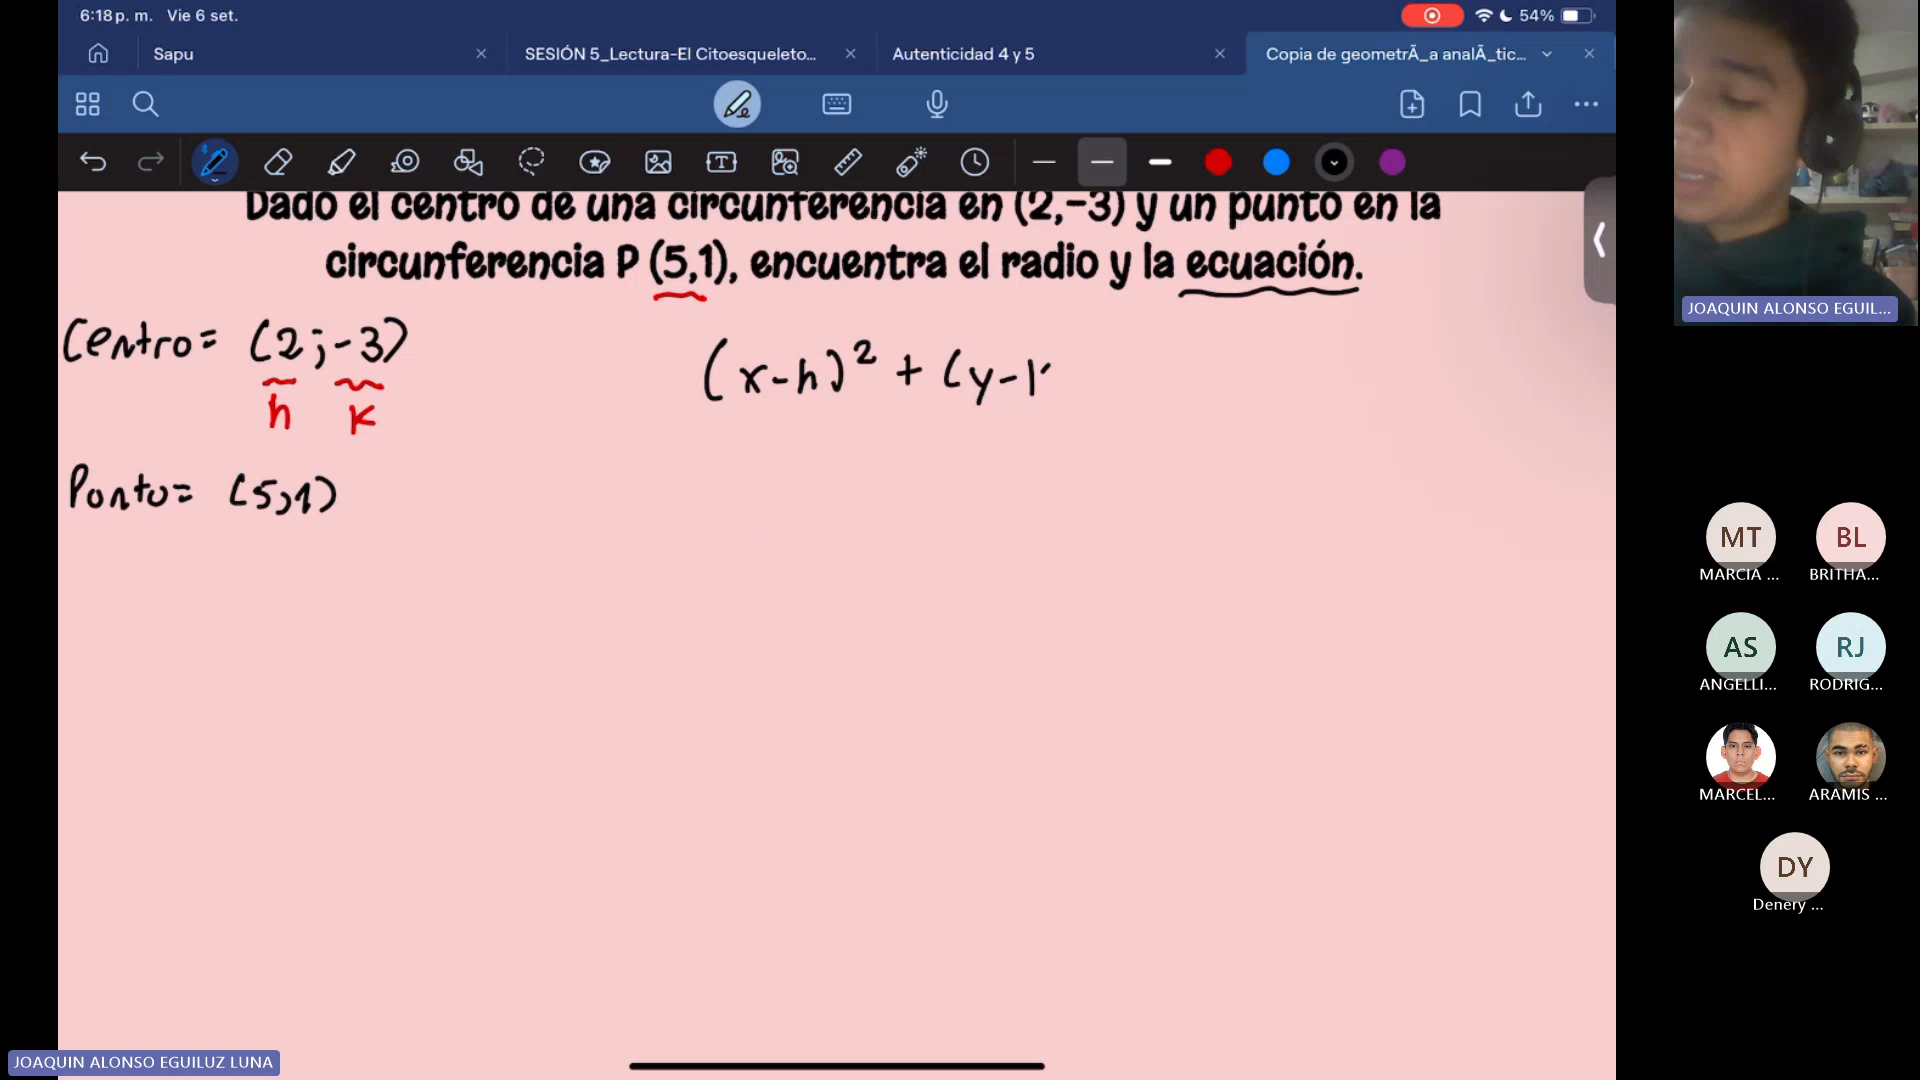 6:18 p. m. Vie 6 set.
54%
Sapu
SESIÓN 5_Lectura-El Citoesqueleto...
Autenticidad 4 y 5
Copia de geometrÃ_a analÃ_tic...
Dado el centro de una circunferencia en (2,-3) y un punto en la
circunferencia P (5,1), encuentra el radio y la ecuación.
Centro= (2;-3)
h K
(x-h)² + (y-k
Punto= (5,1)
JOAQUIN ALONSO EGUIL...
MT
MARCIA ...
BL
BRITHA...
AS
ANGELLI...
RJ
RODRIG...
MARCEL...
ARAMIS ...
DY
Denery ...
JOAQUIN ALONSO EGUILUZ LUNA